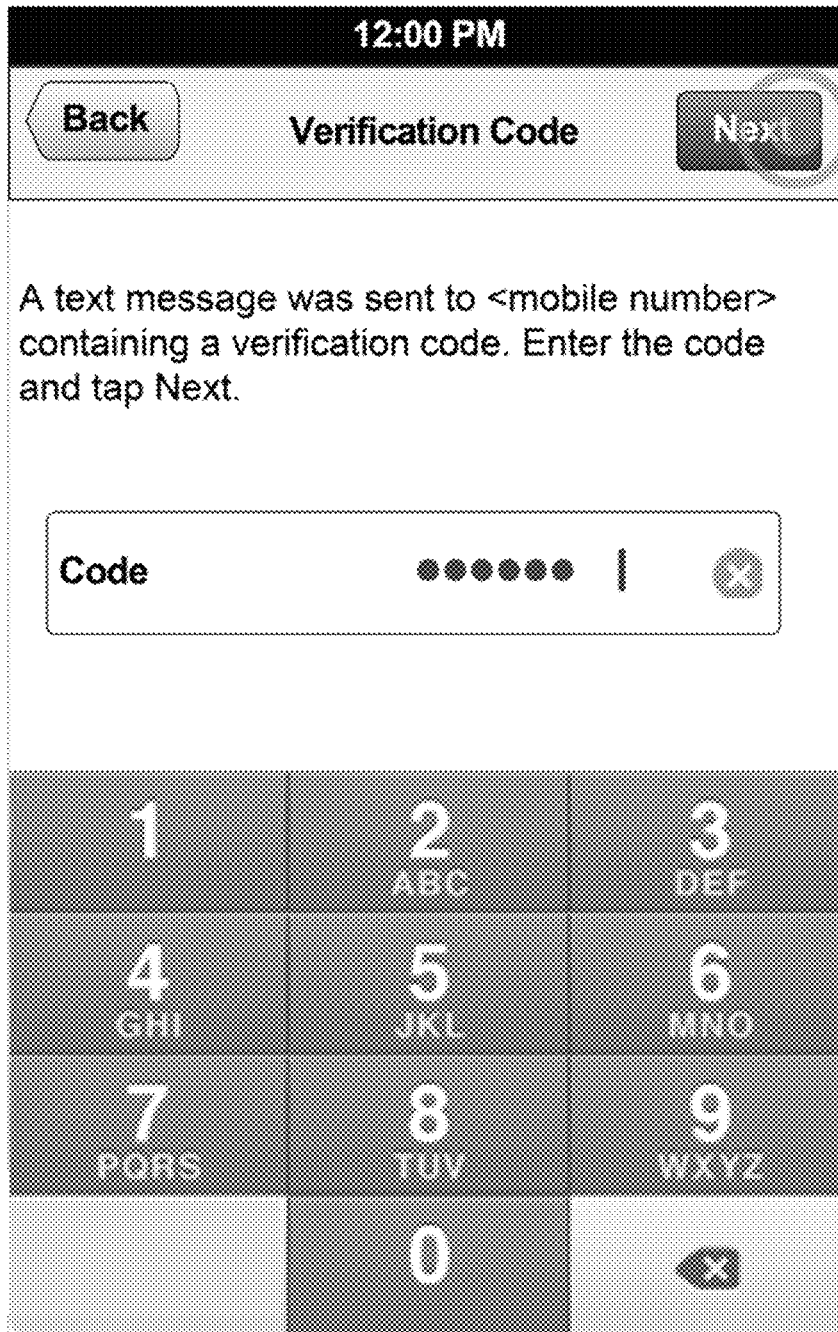 12:00 PM
Back
Verification Code
Next
A text message was sent to <mobile number>
containing a verification code. Enter the code
and tap Next.
Code
1
2
3
ABC
DEF
4
5
6
GHI
JKL
MNO
7
8
9
PQRS
TUV
WXYZ
0